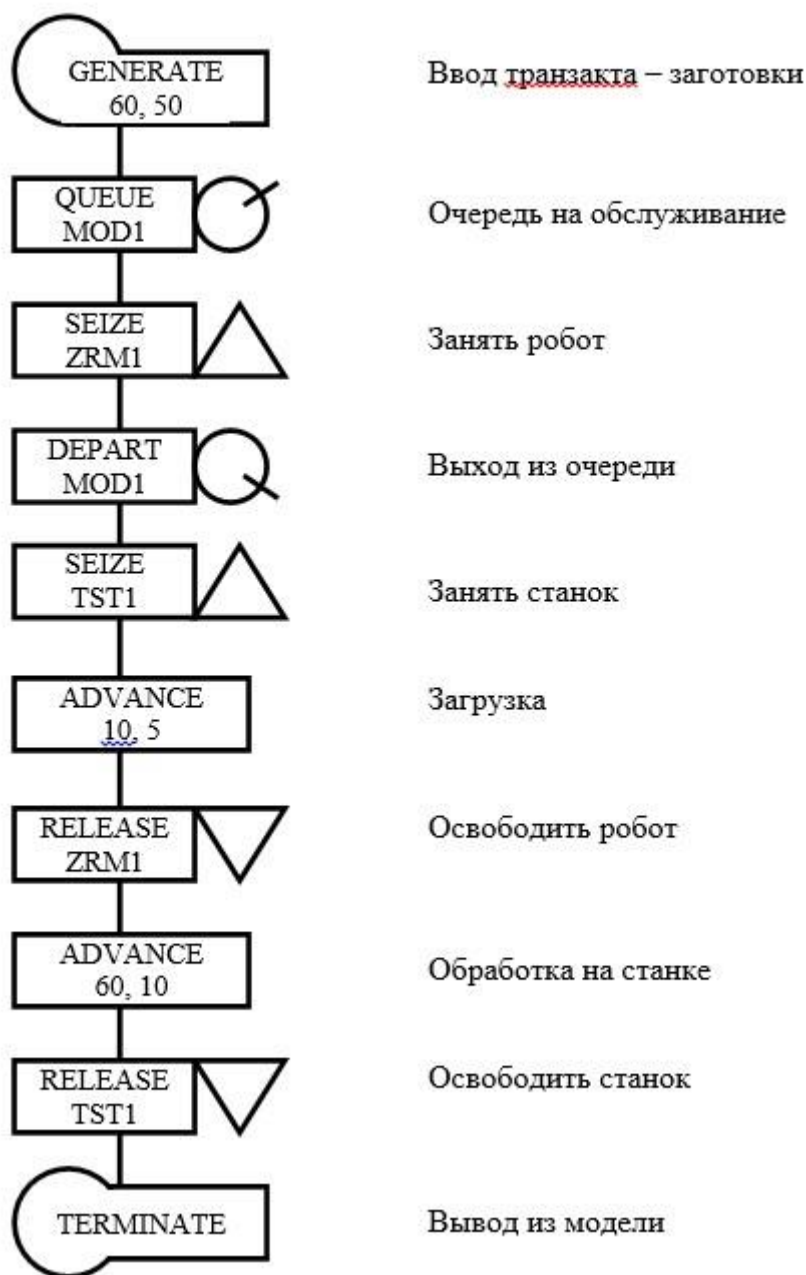 GENERATE
60, 50
Ввод транзакта – заготовки
QUEUE
MOD1
Очередь на обслуживание
SEIZE
ZRM1
Занять робот
DEPART
MOD1
Выход из очереди
SEIZE
TST1
Занять станок
ADVANCE
10, 5
Загрузка
RELEASE
ZRM1
Освободить робот
ADVANCE
60, 10
Обработка на станке
RELEASE
TST1
Освободить станок
TERMINATE
Вывод из модели